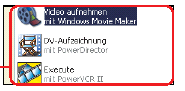 Video aufnehmen
mit Windows Movie Maker
DV-Aufzeichnung
mit PowerDirector
Execute
mit PowerVCR II